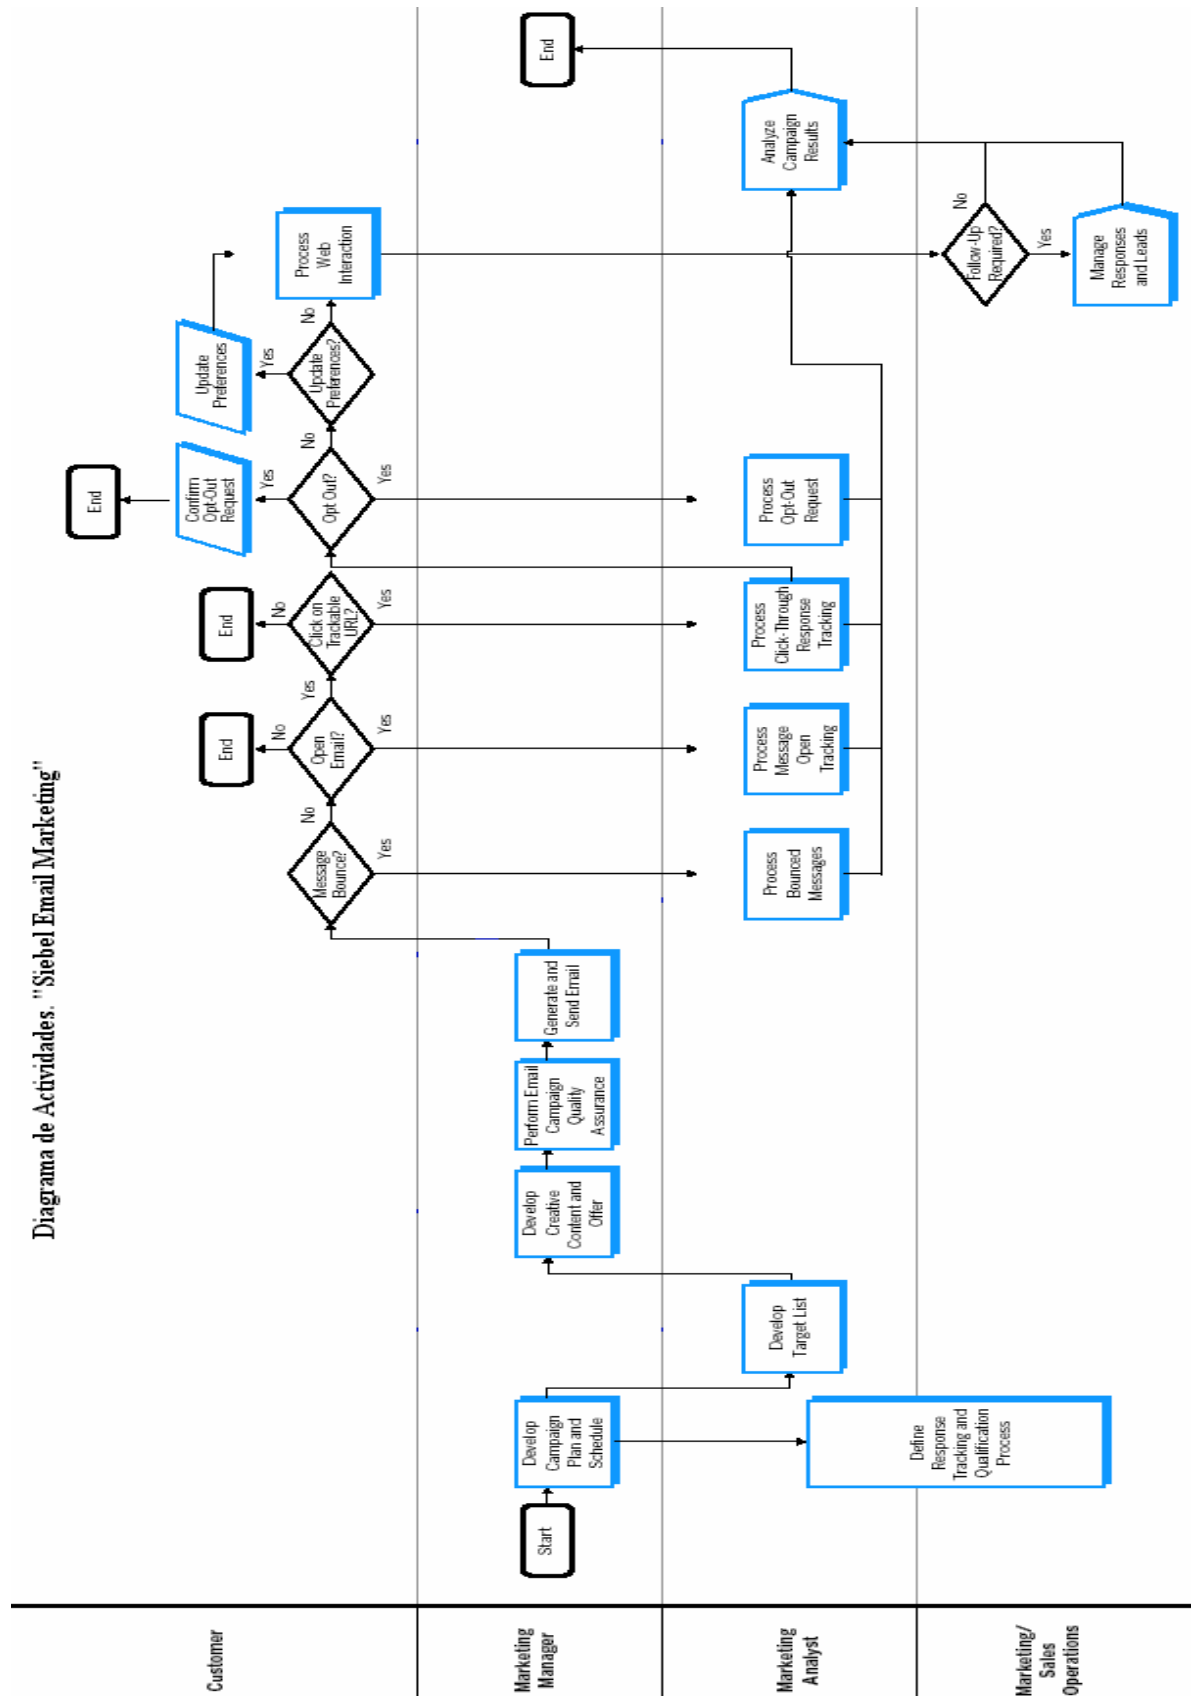 Diagrama de Actividades. "Siebel Email Marketing"
Customer
End
Confirm
Opt-Out
Request
Update
Preferences
End
End
Message
Bounce?
No
Yes
Open
Email?
No
Yes
Yes
Click on
Trackable
URL?
No
Yes
Opt Out?
Yes
No
Yes
Update
Preferences?
Yes
No
Process
Web
Interaction
Marketing
Manager
Start
Develop
Campaign
Plan and
Schedule
Develop
Creative
Content and
Offer
Perform Email
Campaign
Quality
Assurance
Generate and
Send Email
End
Marketing
Analyst
Develop
Target List
Process
Bounced
Messages
Process
Message
Open
Tracking
Process
Click-Through
Response
Tracking
Process
Opt-Out
Request
Analyze
Campaign
Results
Marketing/
Sales
Operations
Define
Response
Tracking and
Qualification
Process
Follow-Up
Required?
No
Yes
Manage
Responses
and Leads